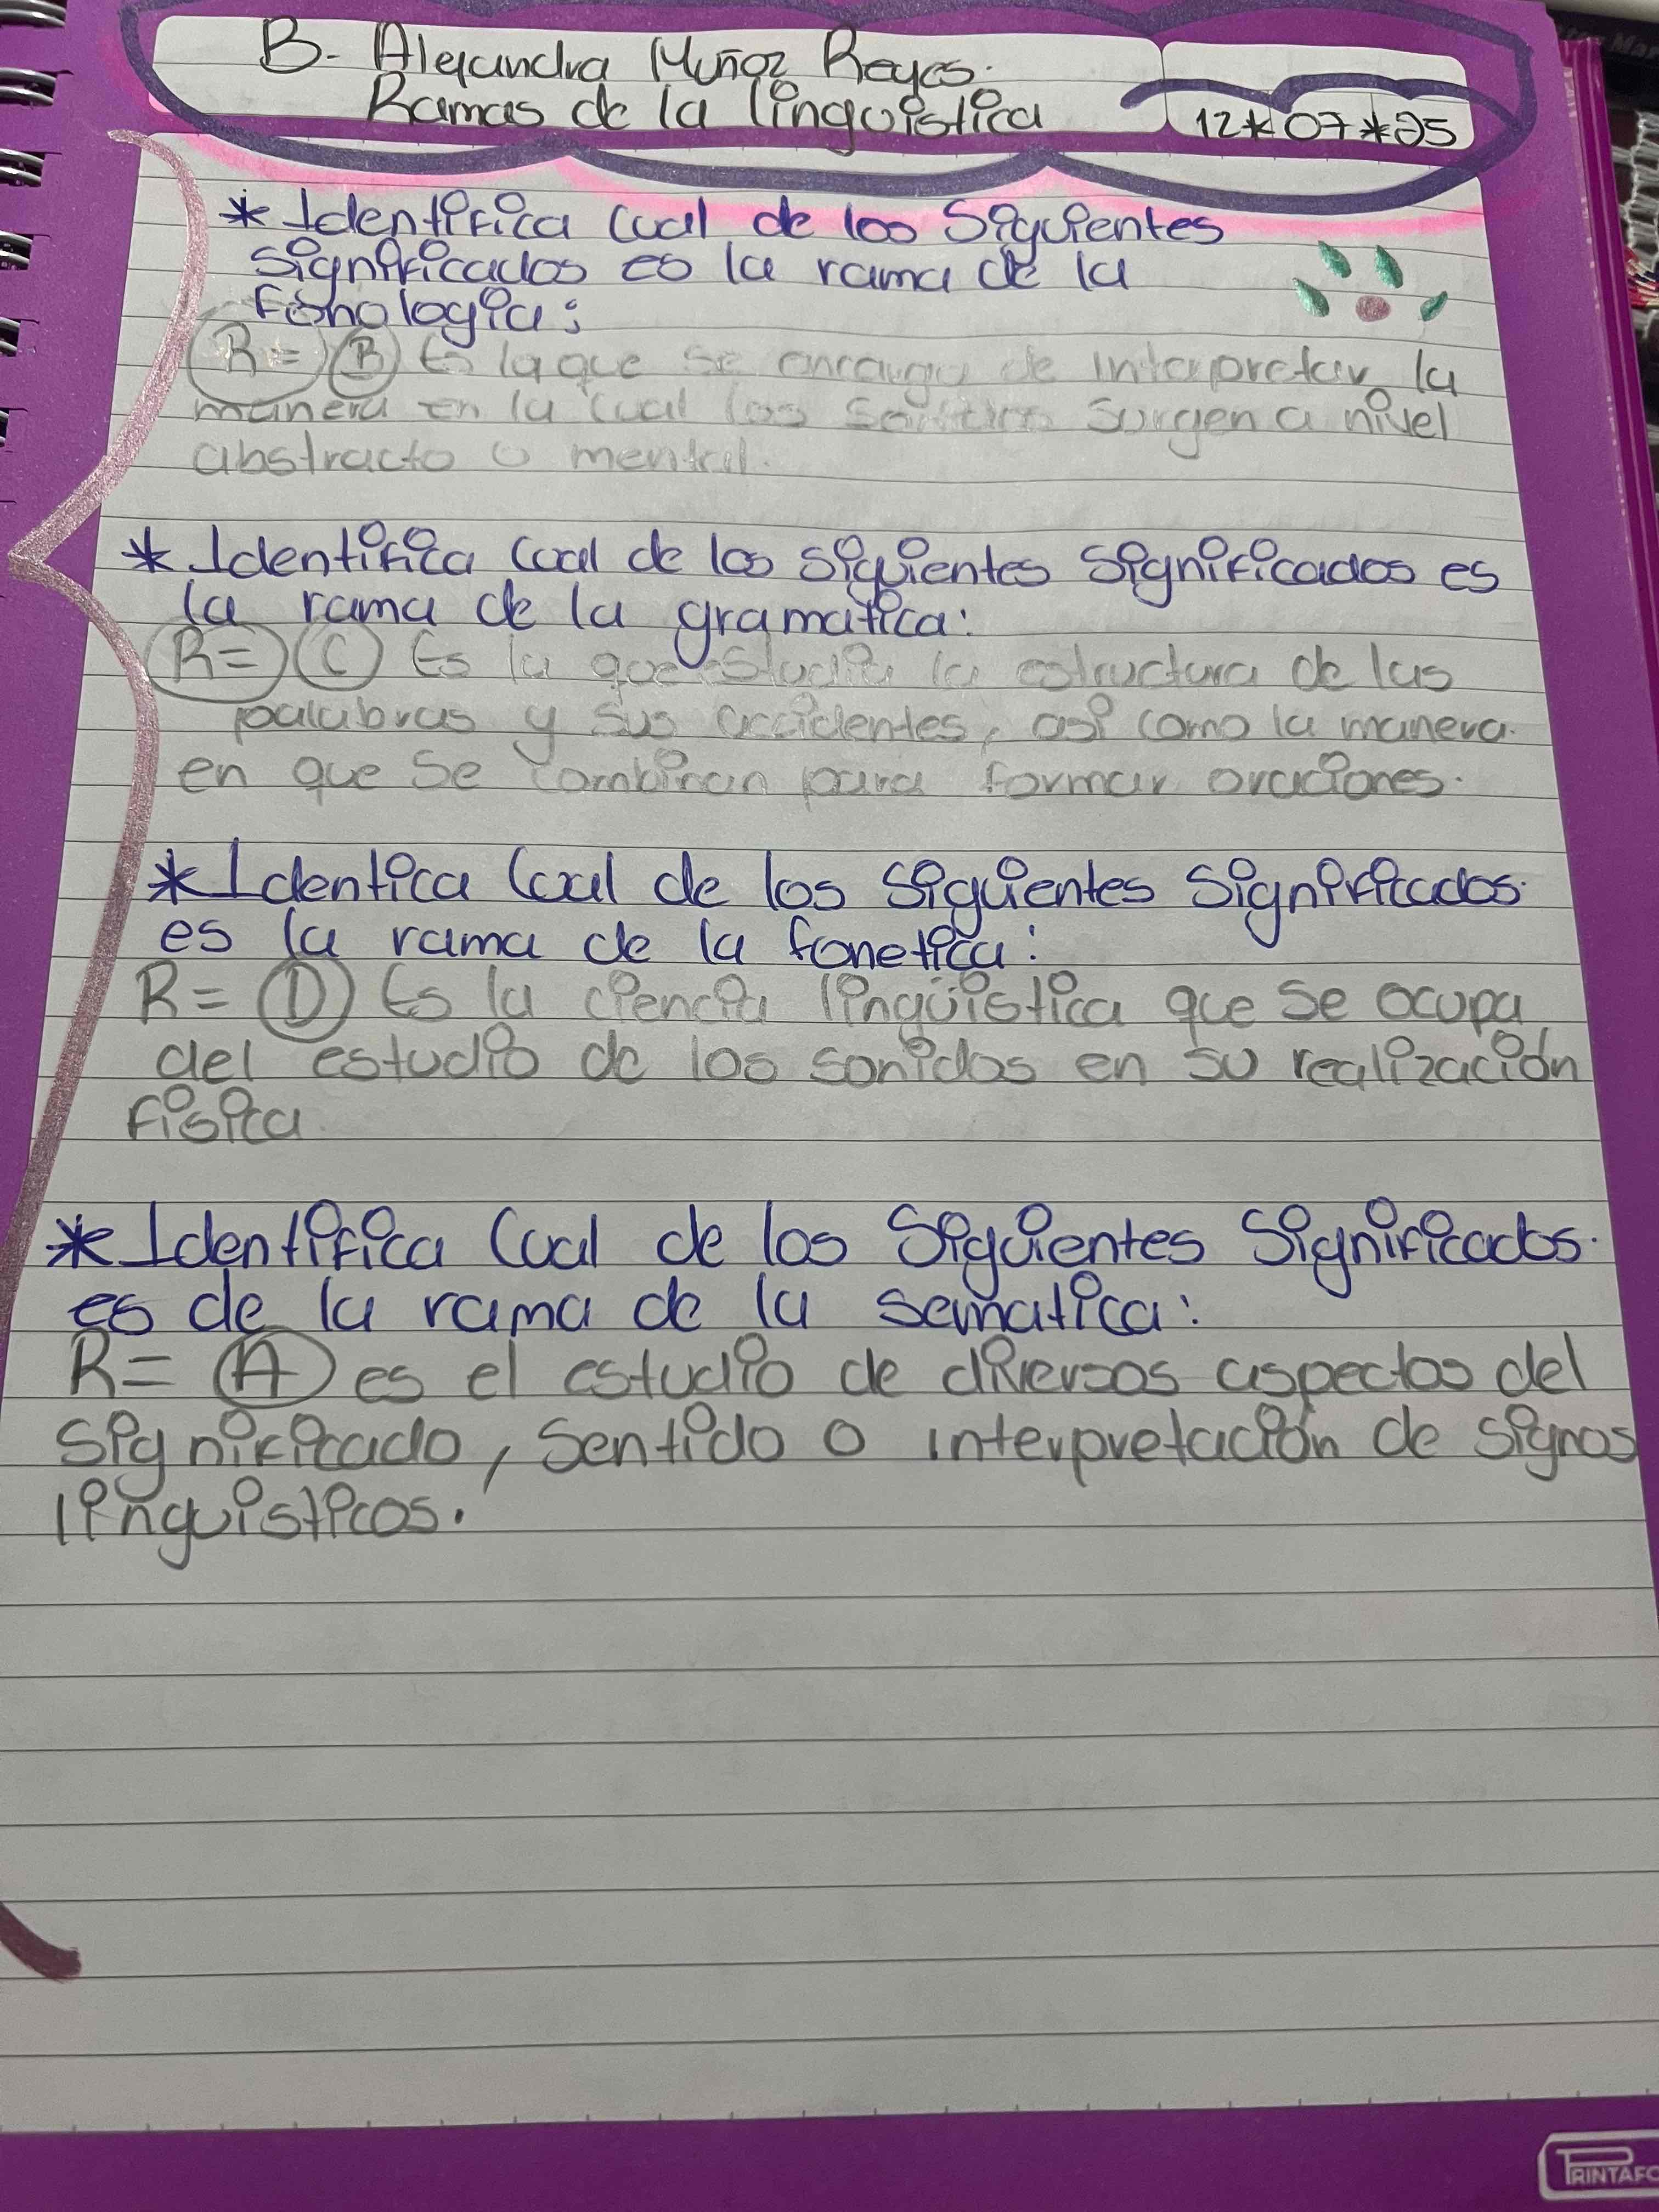 B. Alejandra Muñoz Reyes.
Ramas de la lingüistica
12*07*25
* Identifica cual de los siguientes
significados es la rama de la
fonologia:
R= B Es la que se encarga de interpretar la
manera en la cual los sonidos surgen a nivel
abstracto o mental.
* Identifica cual de los siguientes significados es
la rama de la gramatica:
R= C Es la que estudia la estructura de las
palabras y sus accidentes, así como la manera
en que se combinan para formar oraciones.
* Identica cual de los siguientes significados
es la rama de la fonetica:
R= D Es la ciencia lingüistica que se ocupa
del estudio de los sonidos en su realización
física
* Identifica cual de los siguientes significados.
es de la rama de la sematica:
R= A es el estudio de diversos aspectos del
significado, sentido o interpretación de signos
linguisticos.